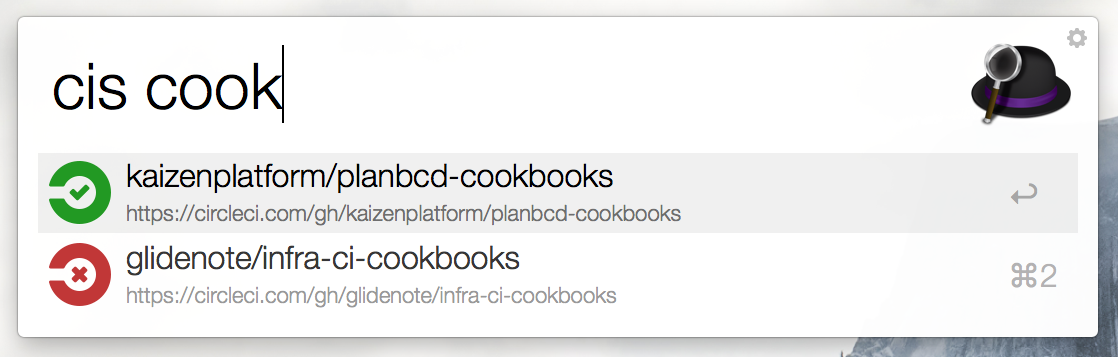 cis cook
kaizenplatform/planbcd-cookbooks
https://circleci.com/gh/kaizenplatform/planbcd-cookbooks
↩
glidenote/infra-ci-cookbooks
https://circleci.com/gh/glidenote/infra-ci-cookbooks
⌘2